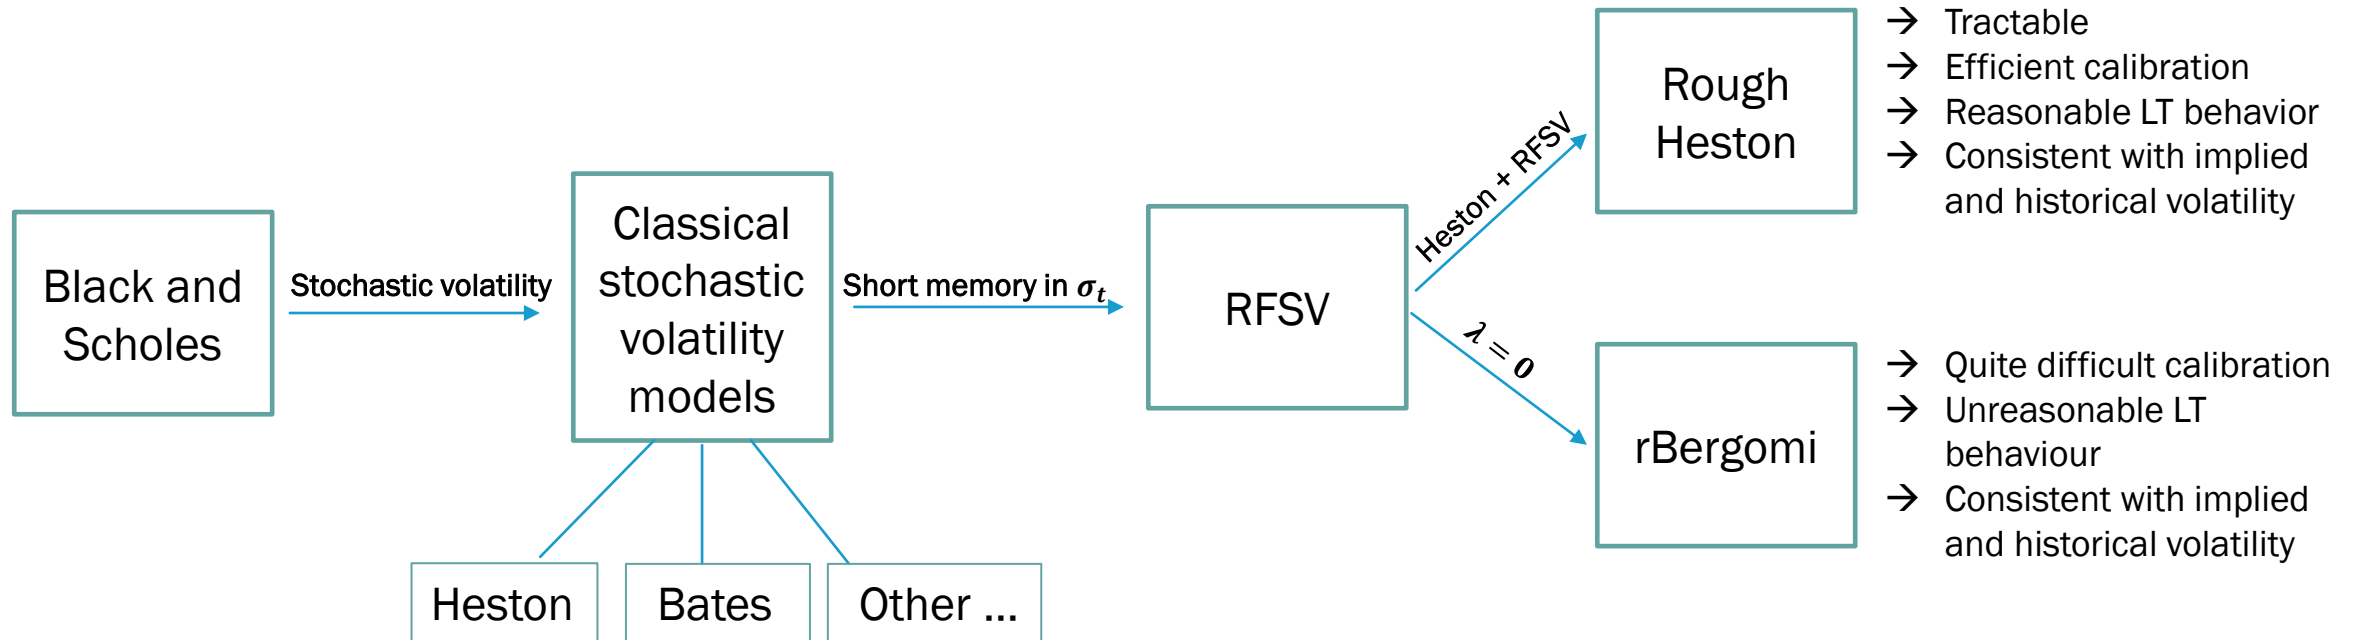 Black and
Scholes
Stochastic volatility
Classical
stochastic
volatility
models
Heston
Bates
Other ...
Short memory in σₜ
RFSV
Heston + RFSV
λ = 0
Rough
Heston
→ Tractable
→ Efficient calibration
→ Reasonable LT behavior
→ Consistent with implied
and historical volatility
rBergomi
→ Quite difficult calibration
→ Unreasonable LT
behaviour
→ Consistent with implied
and historical volatility